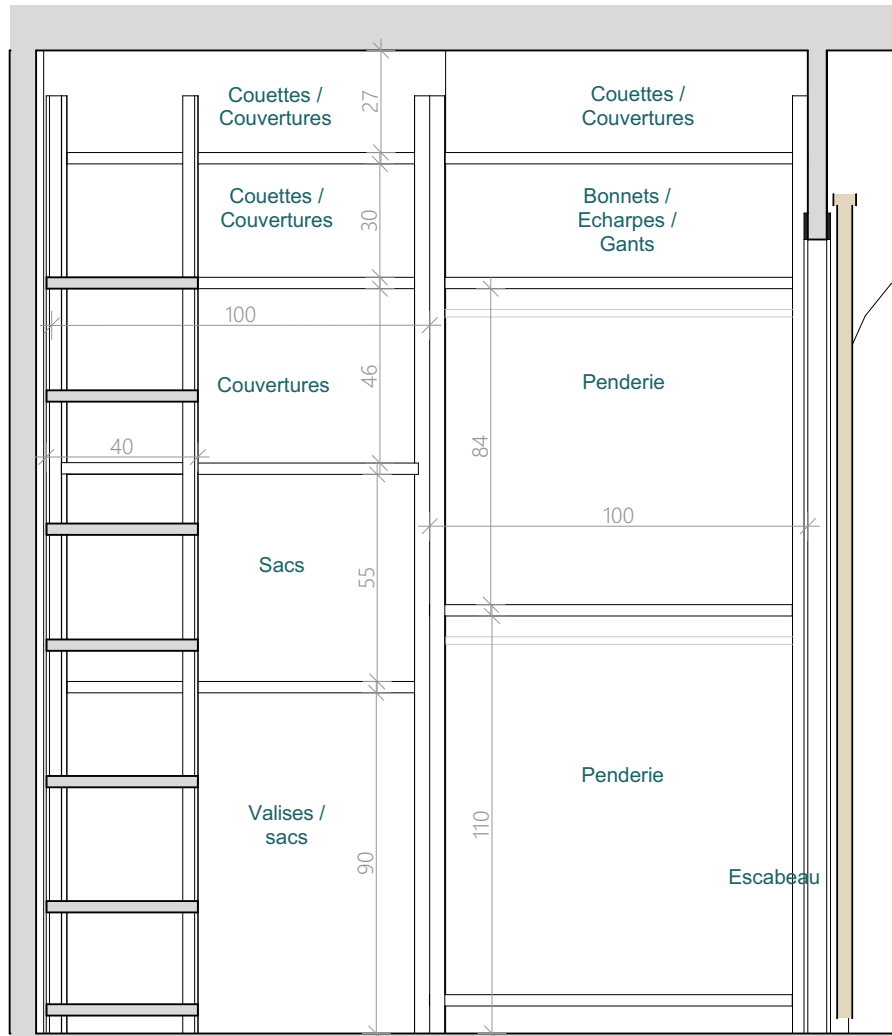 Couettes /
Couvertures
27
Couettes /
Couvertures
Couettes /
Couvertures
30
Bonnets /
Echarpes /
Gants
100
Couvertures
46
Penderie
40
84
100
Sacs
55
Penderie
Valises /
sacs
110
90
Escabeau